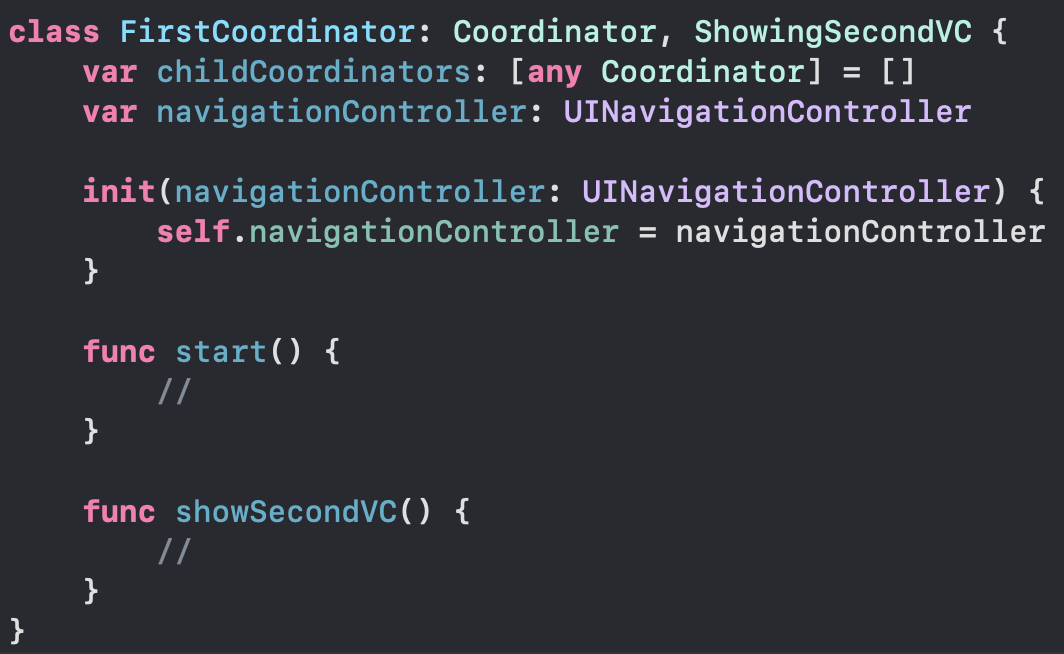 class FirstCoordinator: Coordinator, ShowingSecondVC {
    var childCoordinators: [any Coordinator] = []
    var navigationController: UINavigationController

    init(navigationController: UINavigationController) {
        self.navigationController = navigationController
    }

    func start() {
        //
    }

    func showSecondVC() {
        //
    }
}